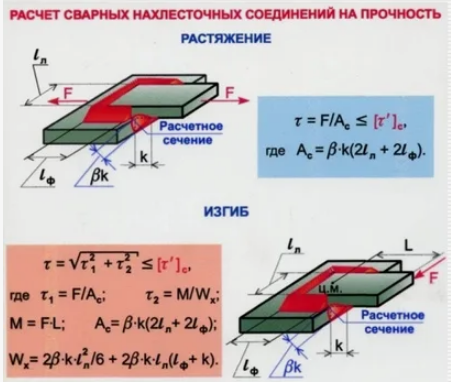 РАСЧЕТ СВАРНЫХ НАХЛЕСТОЧНЫХ СОЕДИНЕНИЙ НА ПРОЧНОСТЬ
РАСТЯЖЕНИЕ
lл
F
F
Расчетное
сечение
k
lф
βk
τ = F/Aс ≤ [τ′]с,
где Aс = β·k(2lл + 2lф).
ИЗГИБ
τ = √τ₁² + τ₂² ≤ [τ′]с,
где τ₁ = F/Aс; τ₂ = M/Wх;
M = F·L; Aс = β·k(2lл + 2lф);
Wх = 2β·k·lл²/6 + 2β·k·lл(lф + k).
lл
L
F
ц.м.
Расчетное
сечение
k
lф
βk